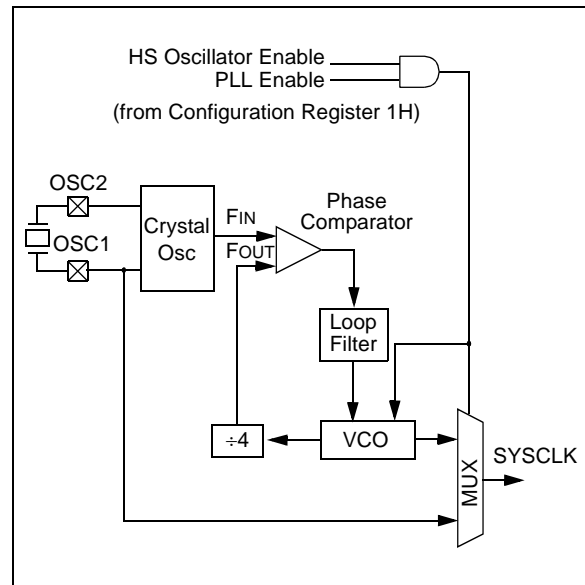 HS Oscillator Enable
PLL Enable
(from Configuration Register 1H)
OSC2
OSC1
Crystal
Osc
FIN
FOUT
Phase
Comparator
Loop
Filter
÷4
VCO
MUX
SYSCLK